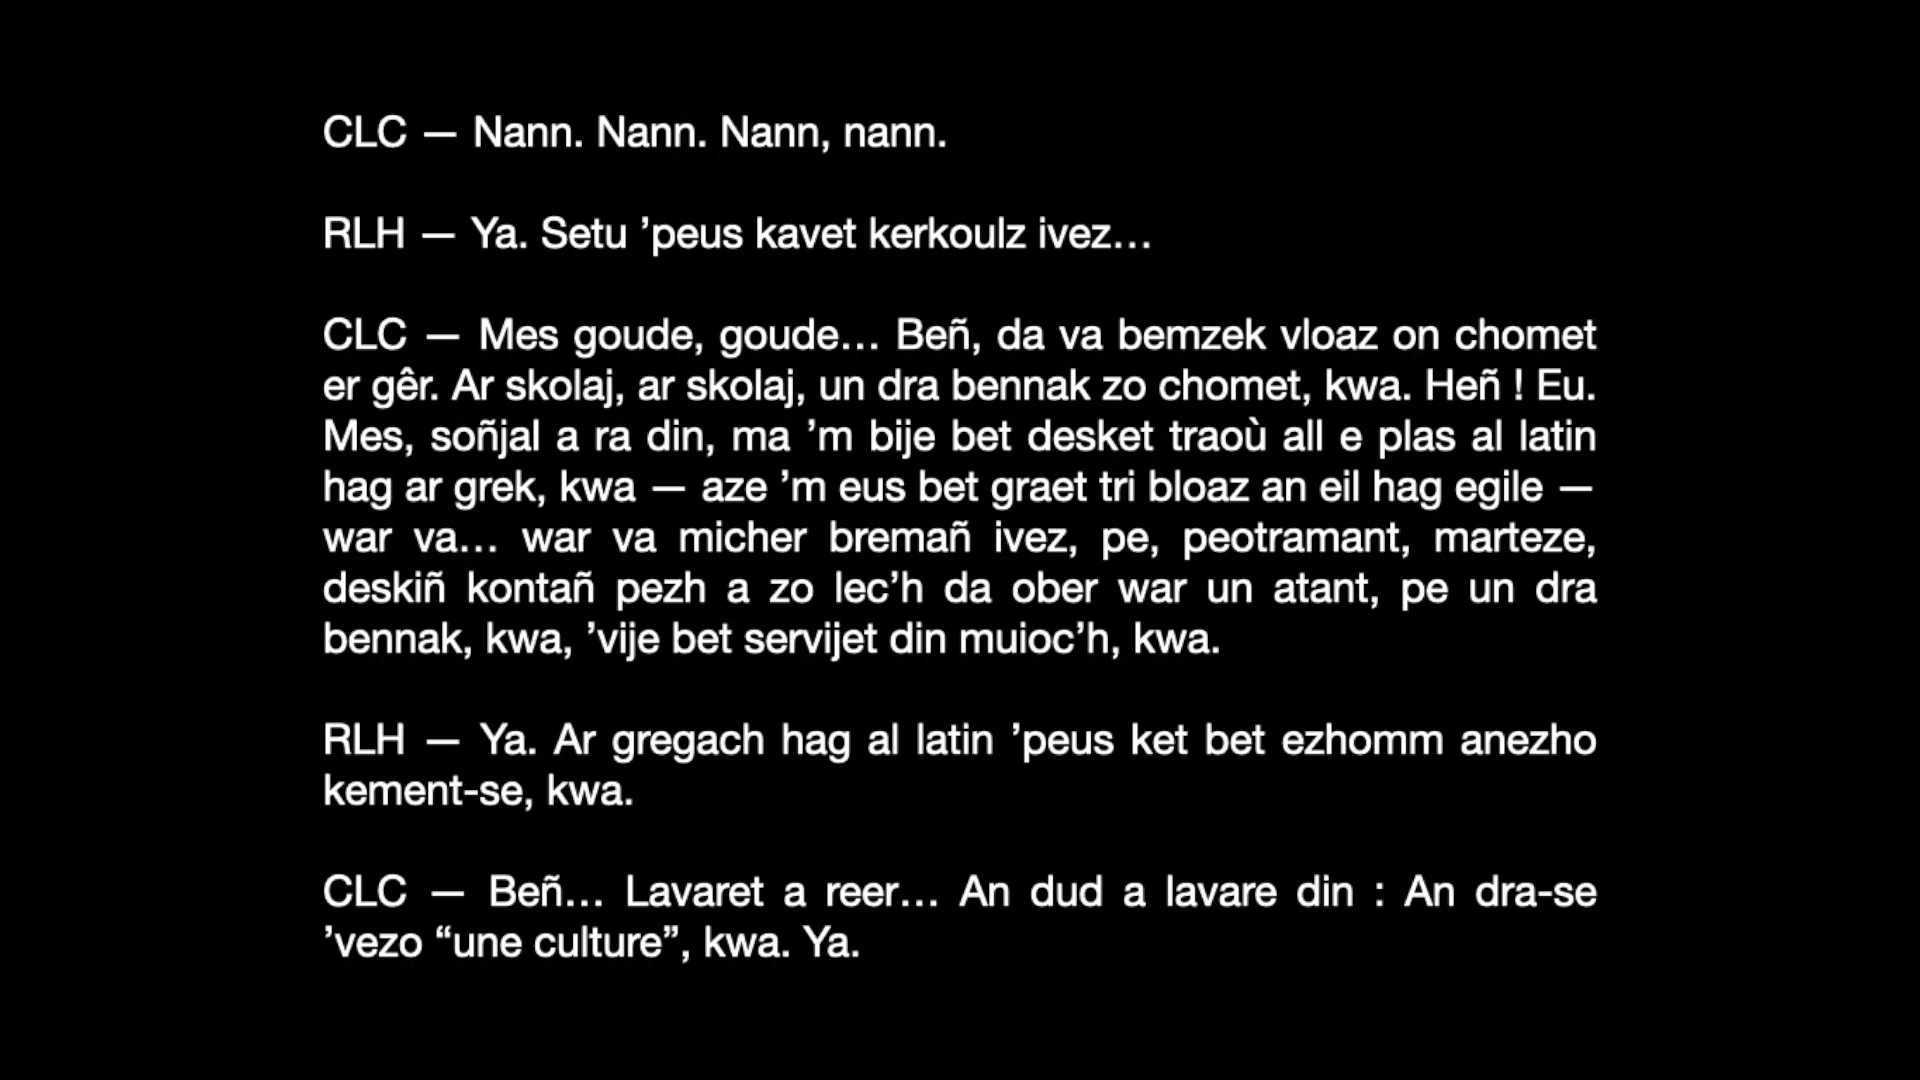 CLC — Nann. Nann. Nann, nann.
RLH — Ya. Setu ’peus kavet kerkoulz ivez…
CLC — Mes goude, goude… Beñ, da va bemzek vloaz on chomet
er gêr. Ar skolaj, ar skolaj, un dra bennak zo chomet, kwa. Heñ ! Eu.
Mes, soñjal a ra din, ma ’m bije bet desket traoù all e plas al latin
hag ar grek, kwa — aze ’m eus bet graet tri bloaz an eil hag egile —
war va… war va micher bremañ ivez, pe, peotramant, marteze,
deskiñ kontañ pezh a zo lec’h da ober war un atant, pe un dra
bennak, kwa, ’vije bet servijet din muioc’h, kwa.
RLH — Ya. Ar gregach hag al latin ’peus ket bet ezhomm anezho
kement-se, kwa.
CLC — Beñ… Lavaret a reer… An dud a lavare din : An dra-se
’vezo “une culture”, kwa. Ya.